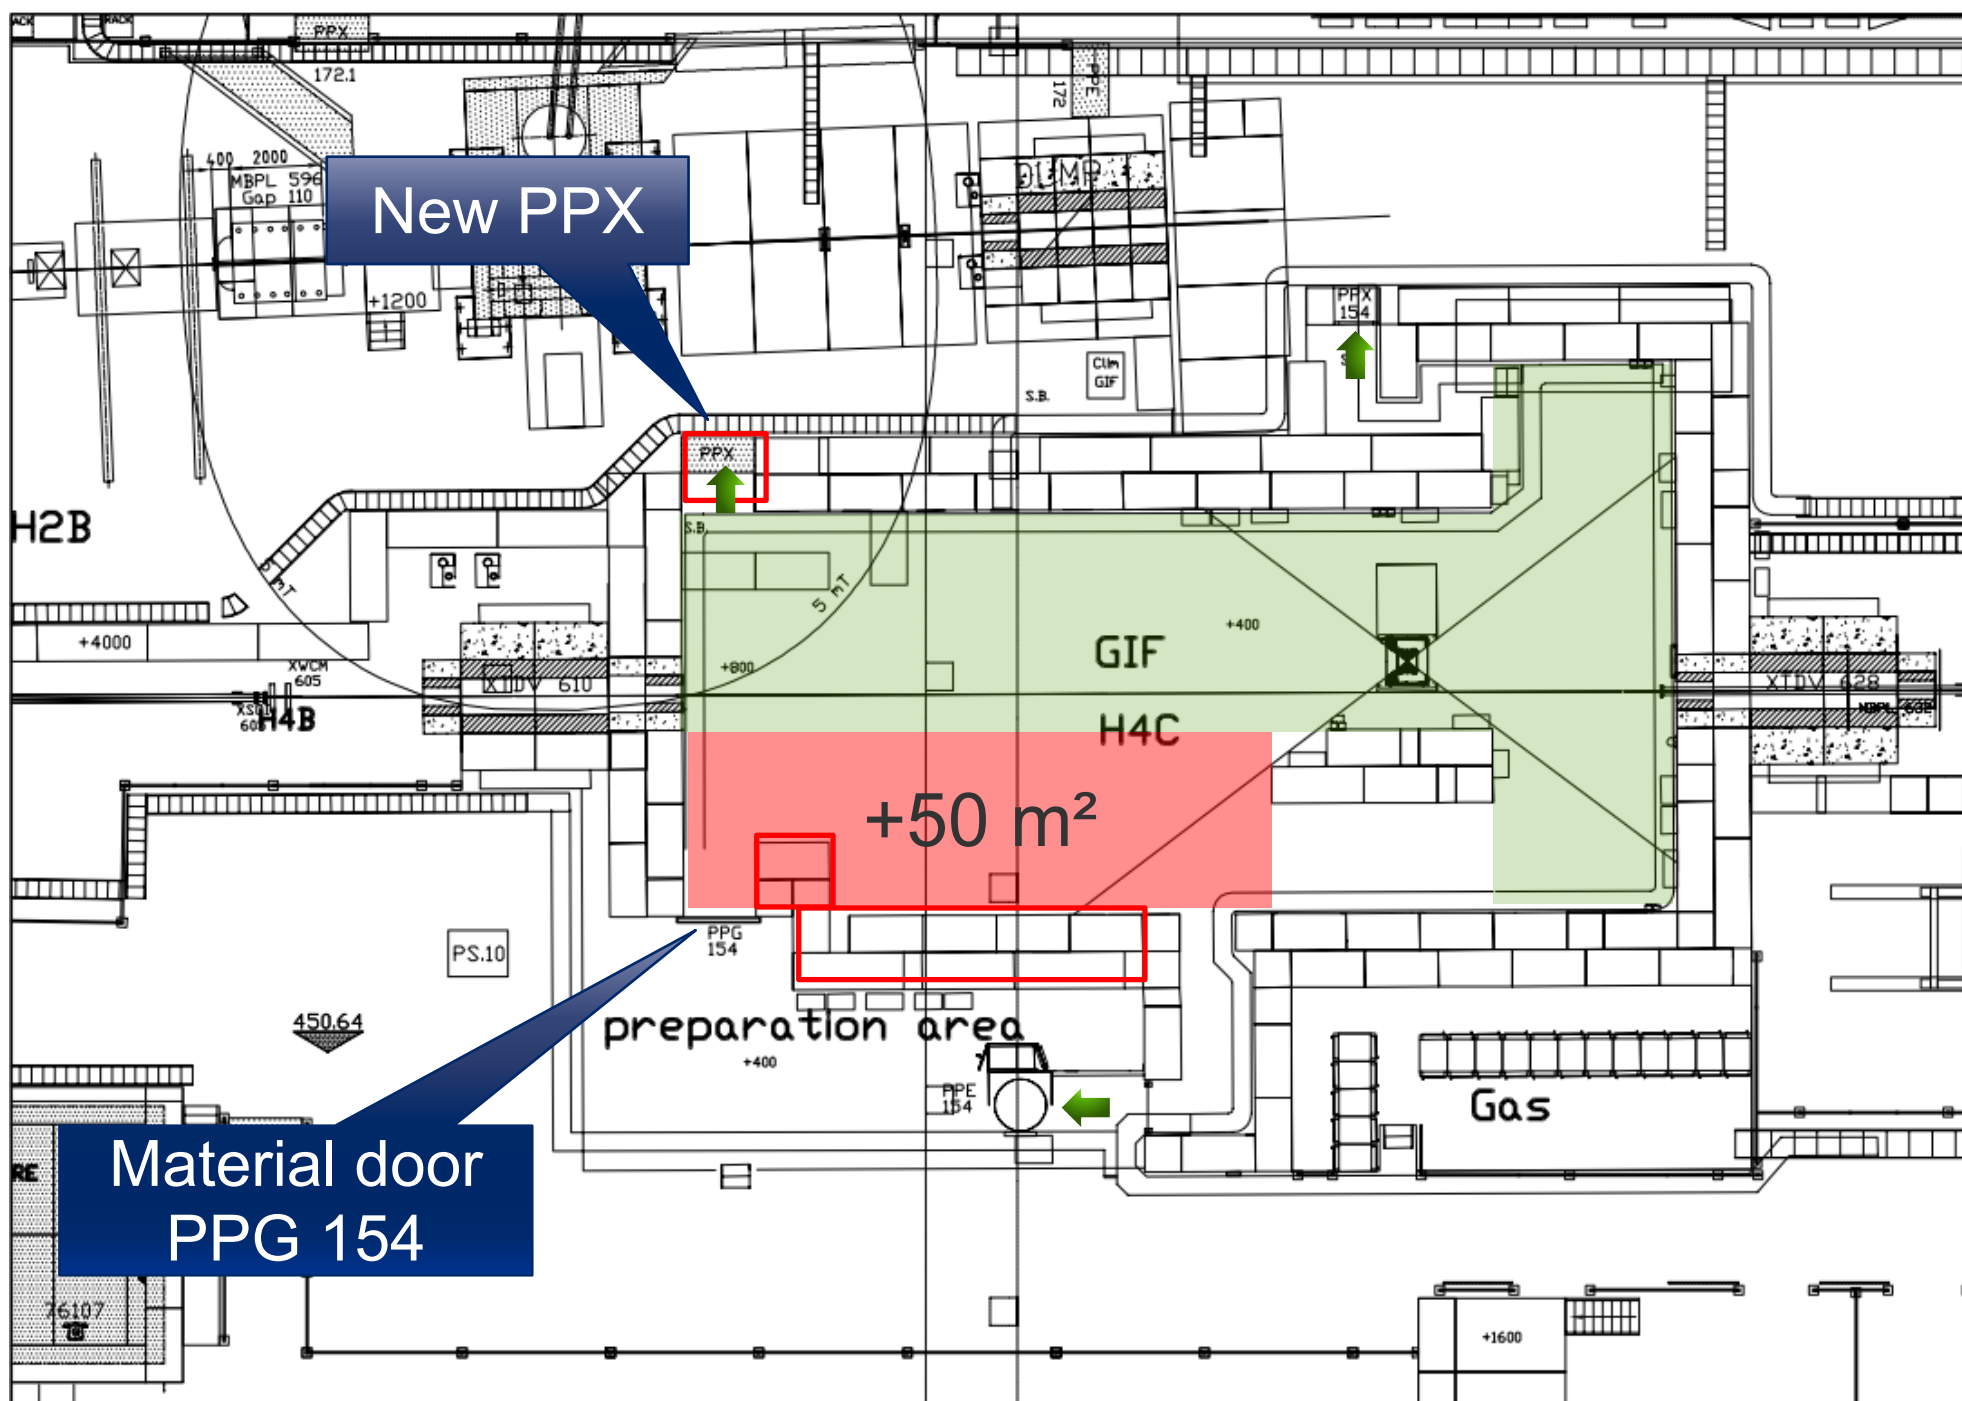 RACK
PPX
172.1
PPE
172
400 2000
MBPL 596
Gap 110
New PPX
DUMP
+1200
PPX
154
Clim
GIF
S.B.
PPX
S.B.
H2B
5 mT
5 mT
+4000
XWCM
605
GIF
+400
+800
XTDV 610
XTDV 628
H4B
H4C
MBPL 632
+50 m²
PPG
154
PS.10
450.64
preparation area
+400
PPE
154
Gas
Material door
PPG 154
76107
+1600